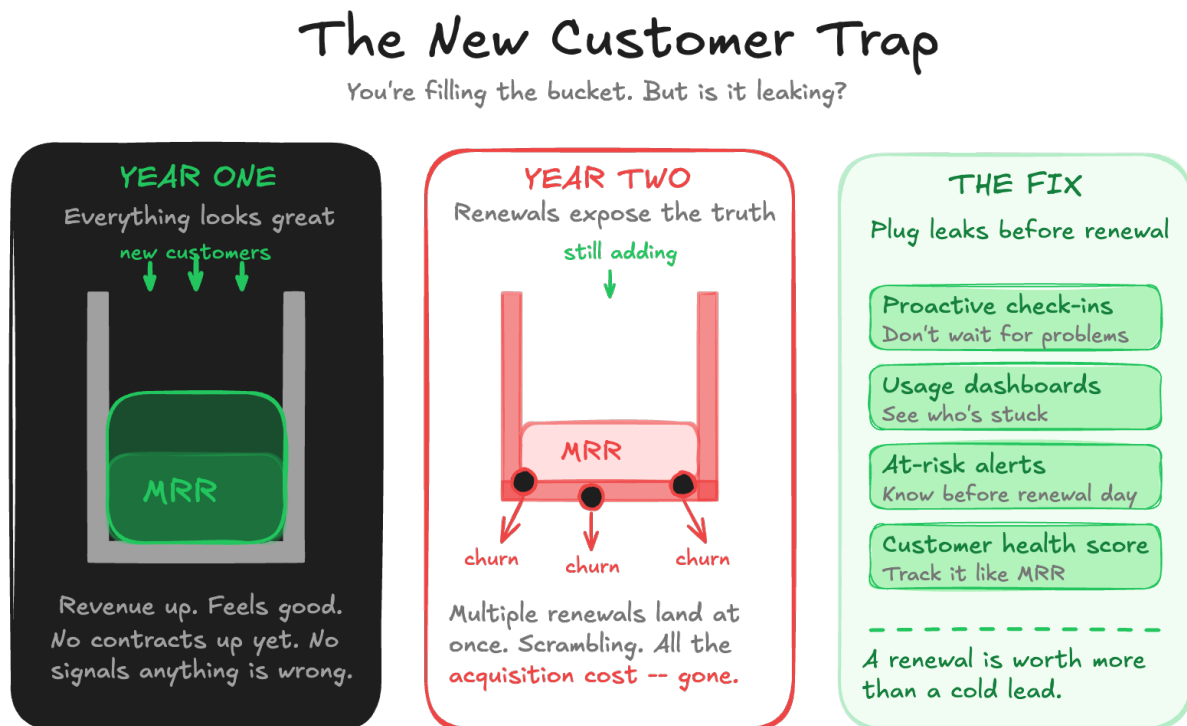 The New Customer Trap
You're filling the bucket. But is it leaking?
YEAR ONE
Everything looks great
new customers
MRR
Revenue up. Feels good.
No contracts up yet. No
signals anything is wrong.
YEAR TWO
Renewals expose the truth
still adding
MRR
churn
churn
churn
Multiple renewals land at
once. Scrambling. All the
acquisition cost -- gone.
THE FIX
Plug leaks before renewal
Proactive check-ins
Don't wait for problems
Usage dashboards
See who's stuck
At-risk alerts
Know before renewal day
Customer health score
Track it like MRR
A renewal is worth more
than a cold lead.